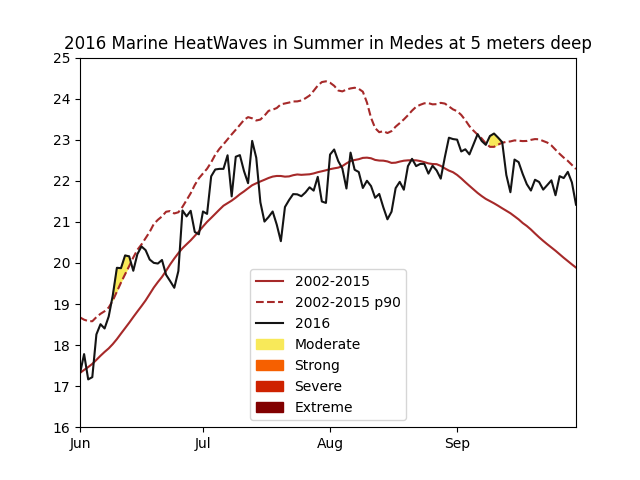 2016 Marine HeatWaves in Summer in Medes at 5 meters deep
25
24
23
22
21
20
19
18
17
16
Jun
Jul
Aug
Sep
2002-2015
2002-2015 p90
2016
Moderate
Strong
Severe
Extreme